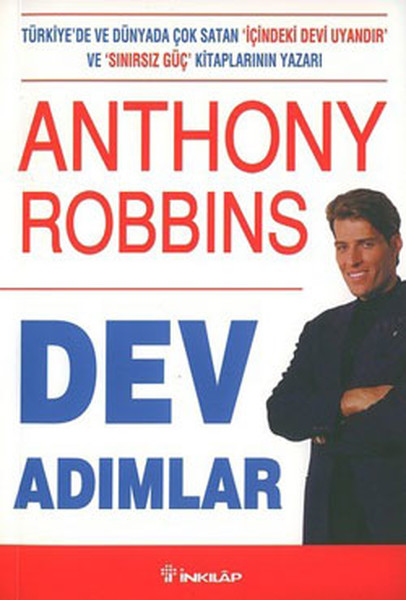 TÜRKİYE'DE VE DÜNYADA ÇOK SATAN 'İÇİNDEKİ DEVİ UYANDIR'
VE 'SINIRSIZ GÜÇ' KİTAPLARININ YAZARI
ANTHONY
ROBBINS
DEV
ADIMLAR
İNKILÂP